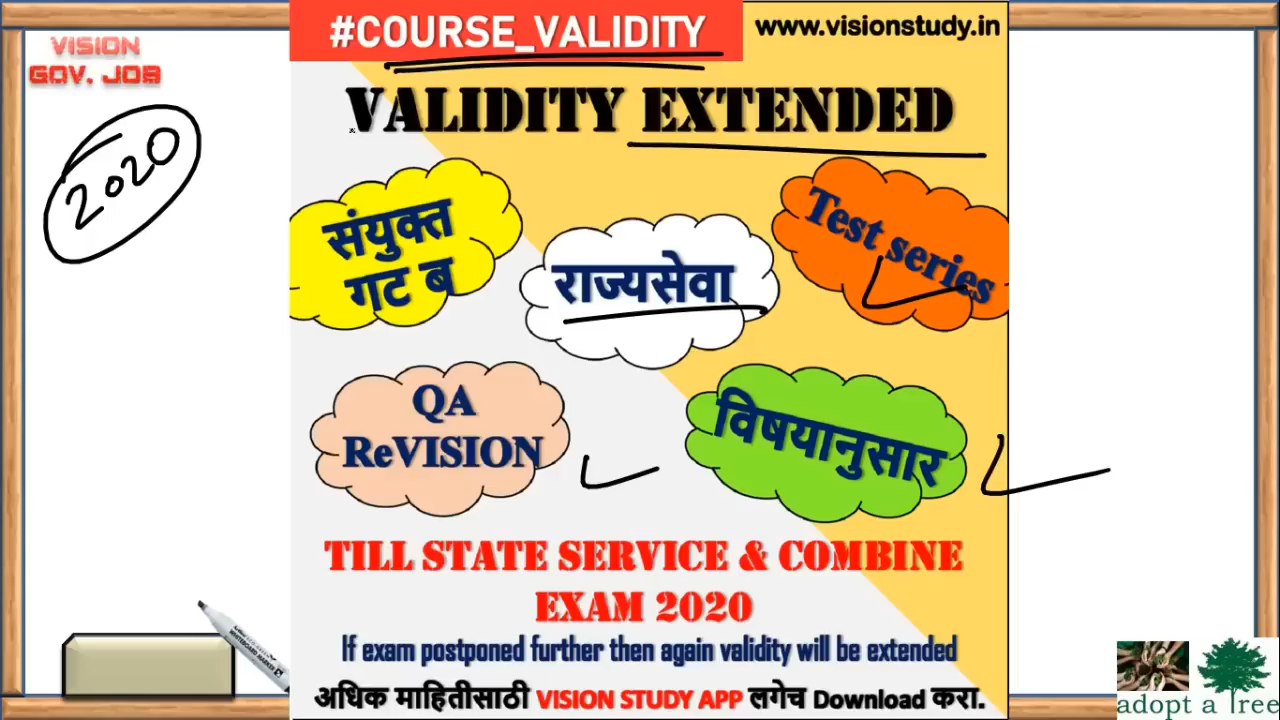 #COURSE_VALIDITY
www.visionstudy.in
VISION
GOV. JOB
VALIDITY EXTENDED
2020
संयुक्त
गट ब
राज्यसेवा
Test series
QA
ReVISION
विषयानुसार
TILL STATE SERVICE & COMBINE
EXAM 2020
If exam postponed further then again validity will be extended
अधिक माहितीसाठी VISION STUDY APP लगेच Download करा.
adopt a Tree